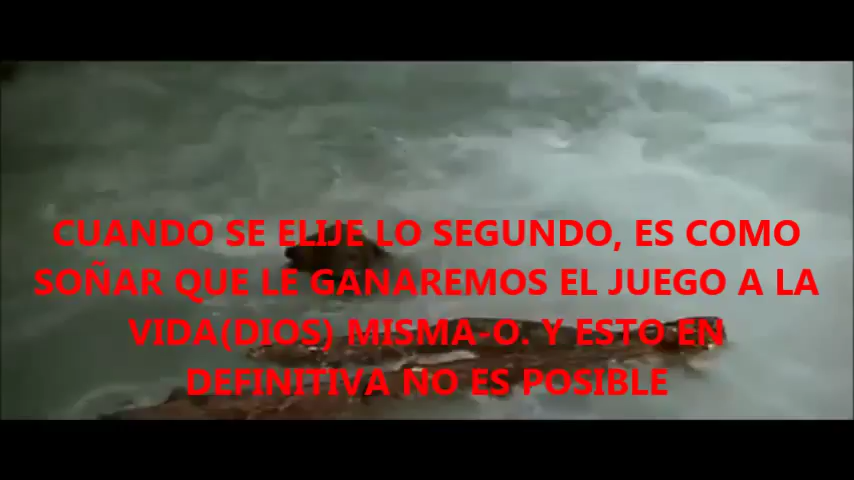 CUANDO SE ELIJE LO SEGUNDO, ES COMO
SOÑAR QUE LE GANAREMOS EL JUEGO A LA
VIDA(DIOS) MISMA-O. Y ESTO EN
DEFINITIVA NO ES POSIBLE